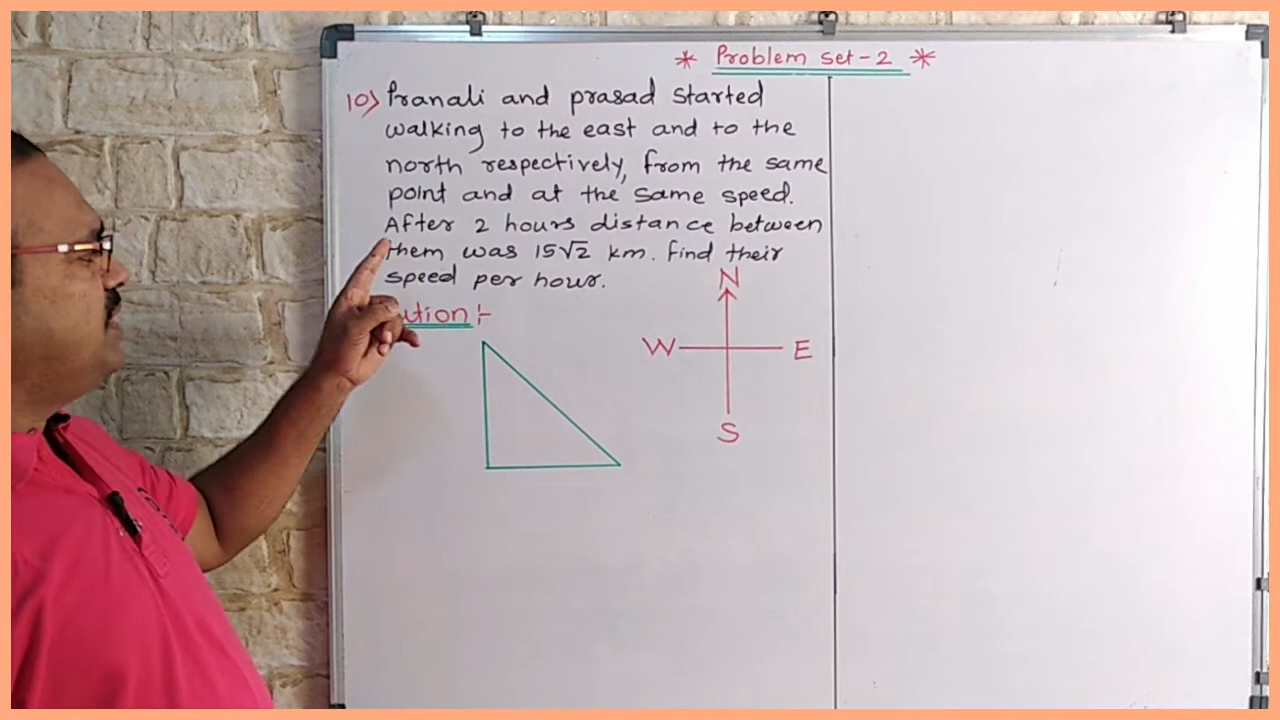 * Problem set-2 *
10) Pranali and prasad started
walking to the east and to the
north respectively, from the same
point and at the same speed.
After 2 hours distance between
them was 15√2 km. Find their
speed per hour.
ution :-
N
W E
S